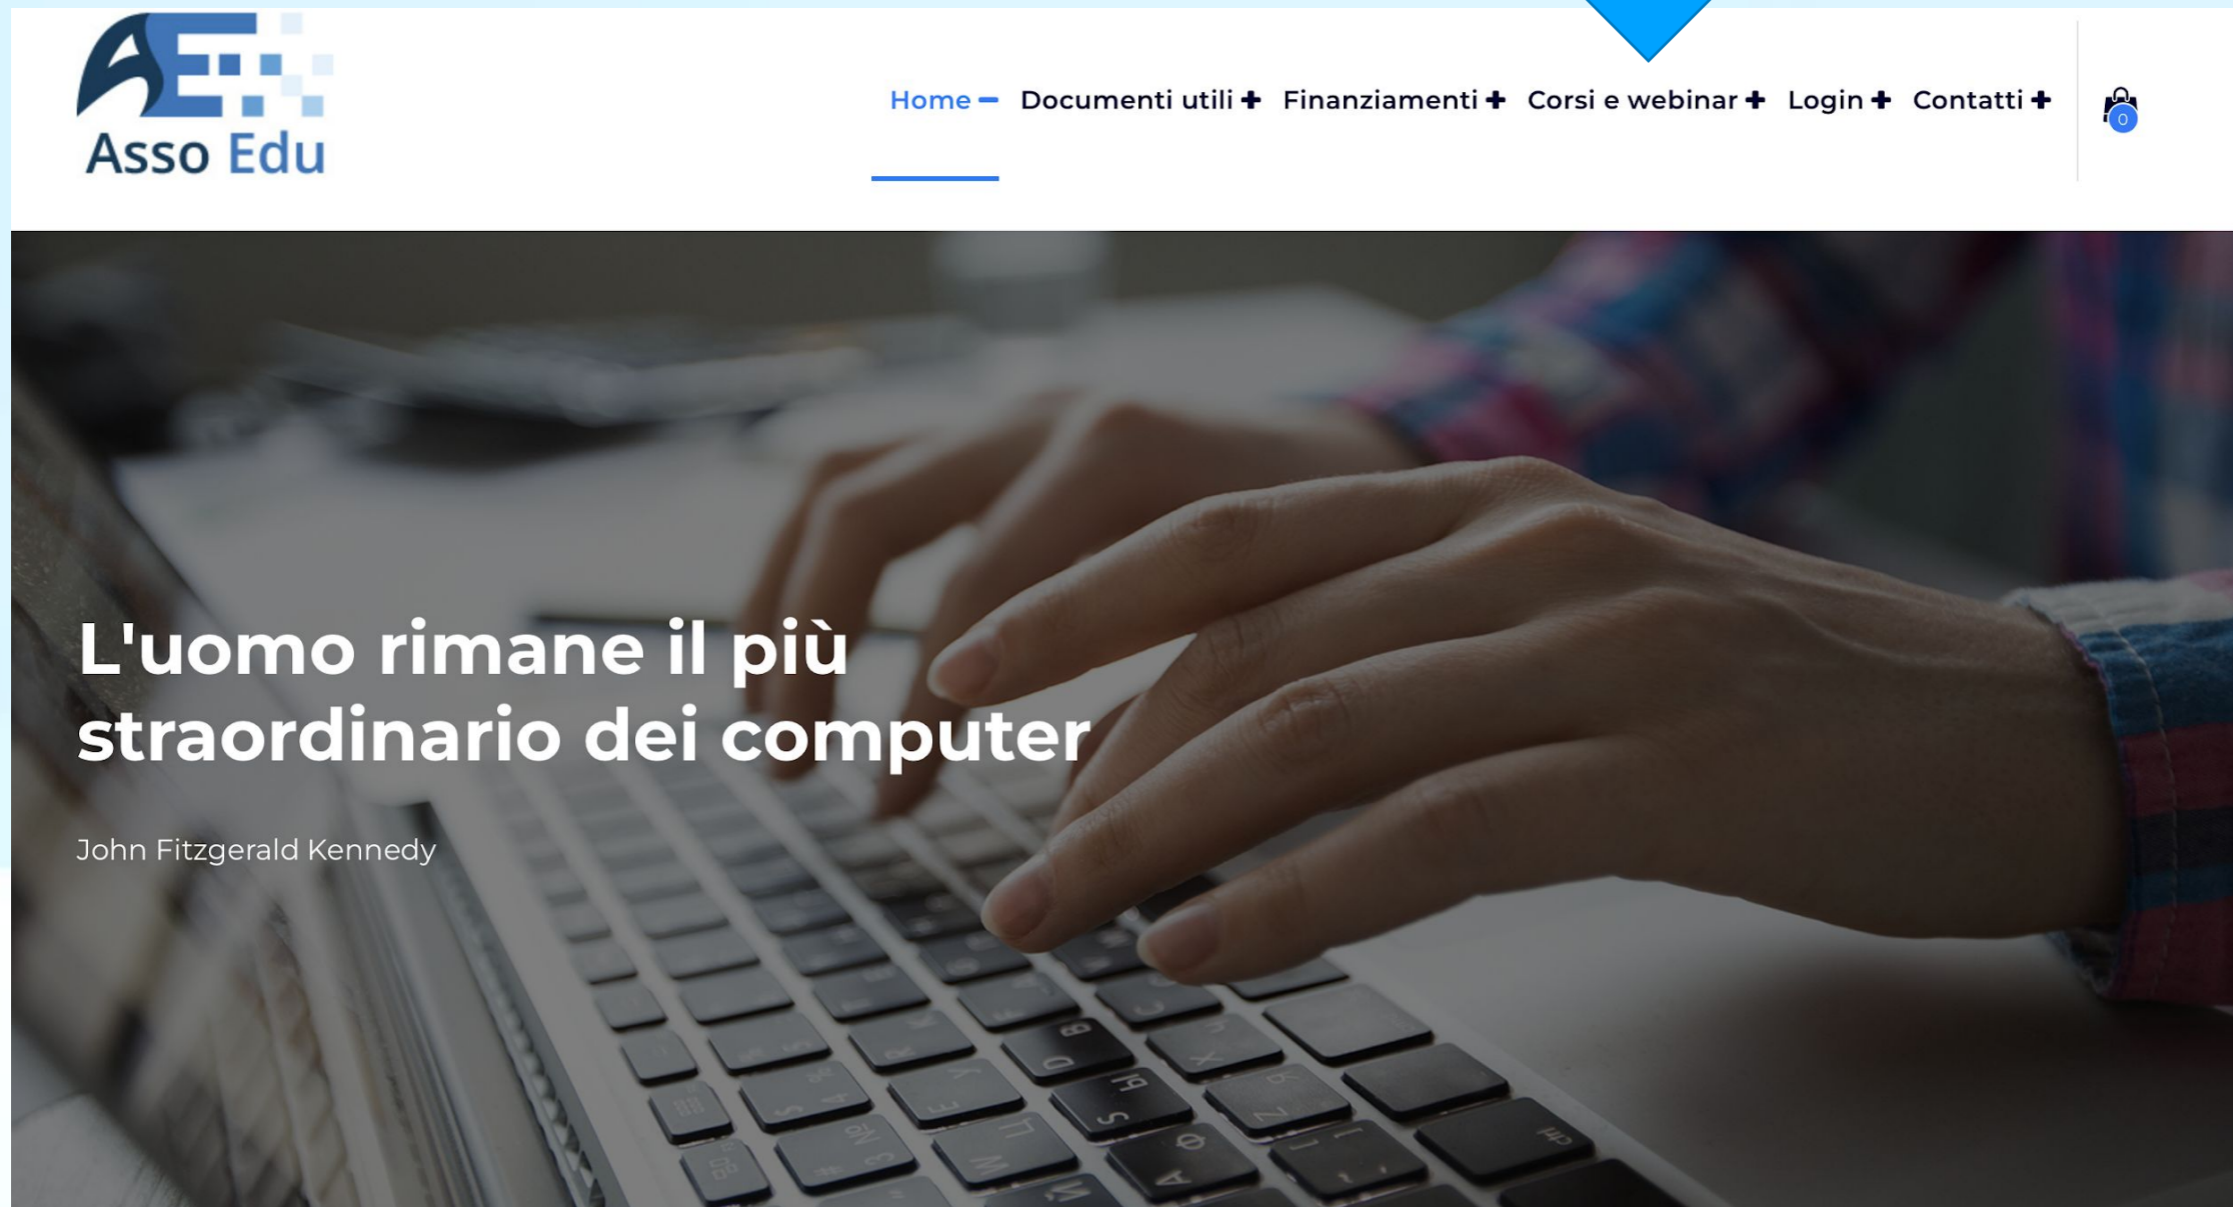 AE
Asso Edu
Home Documenti utili Finanziamenti Corsi e webinar Login Contatti
0
L'uomo rimane il più
straordinario dei computer
John Fitzgerald Kennedy